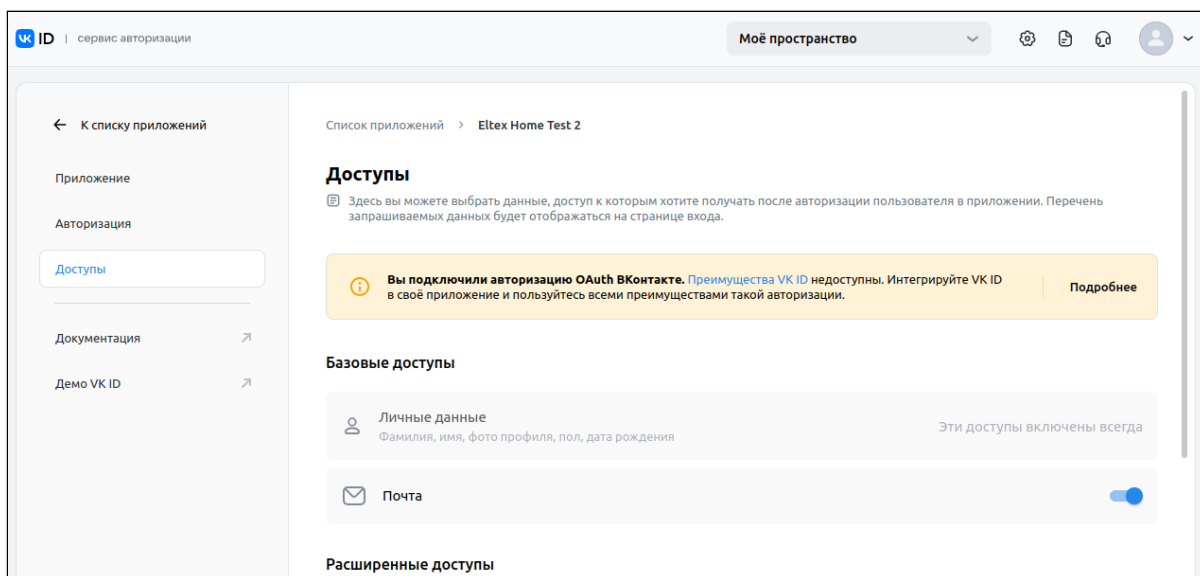 VK ID | сервис авторизации
Моё пространство
К списку приложений
Приложение
Авторизация
Доступы
Документация
Демо VK ID
Список приложений > Eltex Home Test 2
Доступы
Здесь вы можете выбрать данные, доступ к которым хотите получать после авторизации пользователя в приложении. Перечень
запрашиваемых данных будет отображаться на странице входа.
Вы подключили авторизацию OAuth ВКонтакте. Преимущества VK ID недоступны. Интегрируйте VK ID
в своё приложение и пользуйтесь всеми преимуществами такой авторизации.
Подробнее
Базовые доступы
Личные данные
Фамилия, имя, фото профиля, пол, дата рождения
Эти доступы включены всегда
Почта
Расширенные доступы